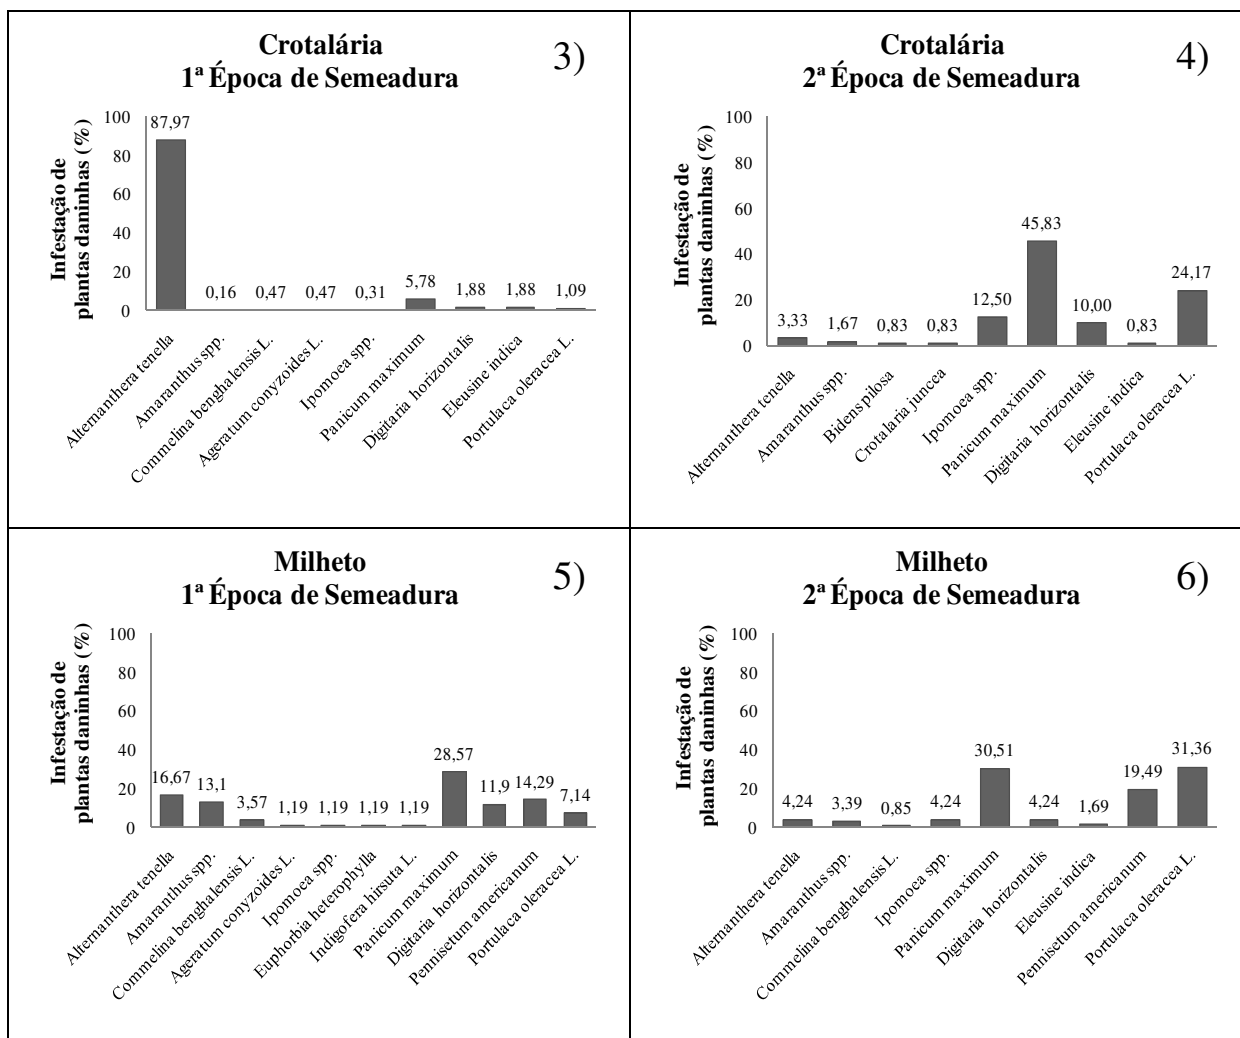 Crotalária
1ª Época de Semeadura
3)
Infestação de
plantas daninhas (%)
100
80
60
40
20
0
87,97
0,16
0,47
0,47
0,31
5,78
1,88
1,88
1,09
Alternanthera tenella
Amaranthus spp.
Commelina benghalensis L.
Ageratum conyzoides L.
Ipomoea spp.
Panicum maximum
Digitaria horizontalis
Eleusine indica
Portulaca oleracea L.
Crotalária
2ª Época de Semeadura
4)
Infestação de
plantas daninhas (%)
100
80
60
40
20
0
3,33
1,67
0,83
0,83
12,50
45,83
10,00
0,83
24,17
Alternanthera tenella
Amaranthus spp.
Bidens pilosa
Crotalaria juncea
Ipomoea spp.
Panicum maximum
Digitaria horizontalis
Eleusine indica
Portulaca oleracea L.
Milheto
1ª Época de Semeadura
5)
Infestação de
plantas daninhas (%)
100
80
60
40
20
0
16,67
13,1
3,57
1,19
1,19
1,19
1,19
28,57
11,9
14,29
7,14
Alternanthera tenella
Amaranthus spp.
Commelina benghalensis L.
Ageratum conyzoides L.
Ipomoea spp.
Euphorbia heterophylla
Indigofera hirsuta L.
Panicum maximum
Digitaria horizontalis
Pennisetum americanum
Portulaca oleracea L.
Milheto
2ª Época de Semeadura
6)
Infestação de
plantas daninhas (%)
100
80
60
40
20
0
4,24
3,39
0,85
4,24
30,51
4,24
1,69
19,49
31,36
Alternanthera tenella
Amaranthus spp.
Commelina benghalensis L.
Ipomoea spp.
Panicum maximum
Digitaria horizontalis
Eleusine indica
Pennisetum americanum
Portulaca oleracea L.